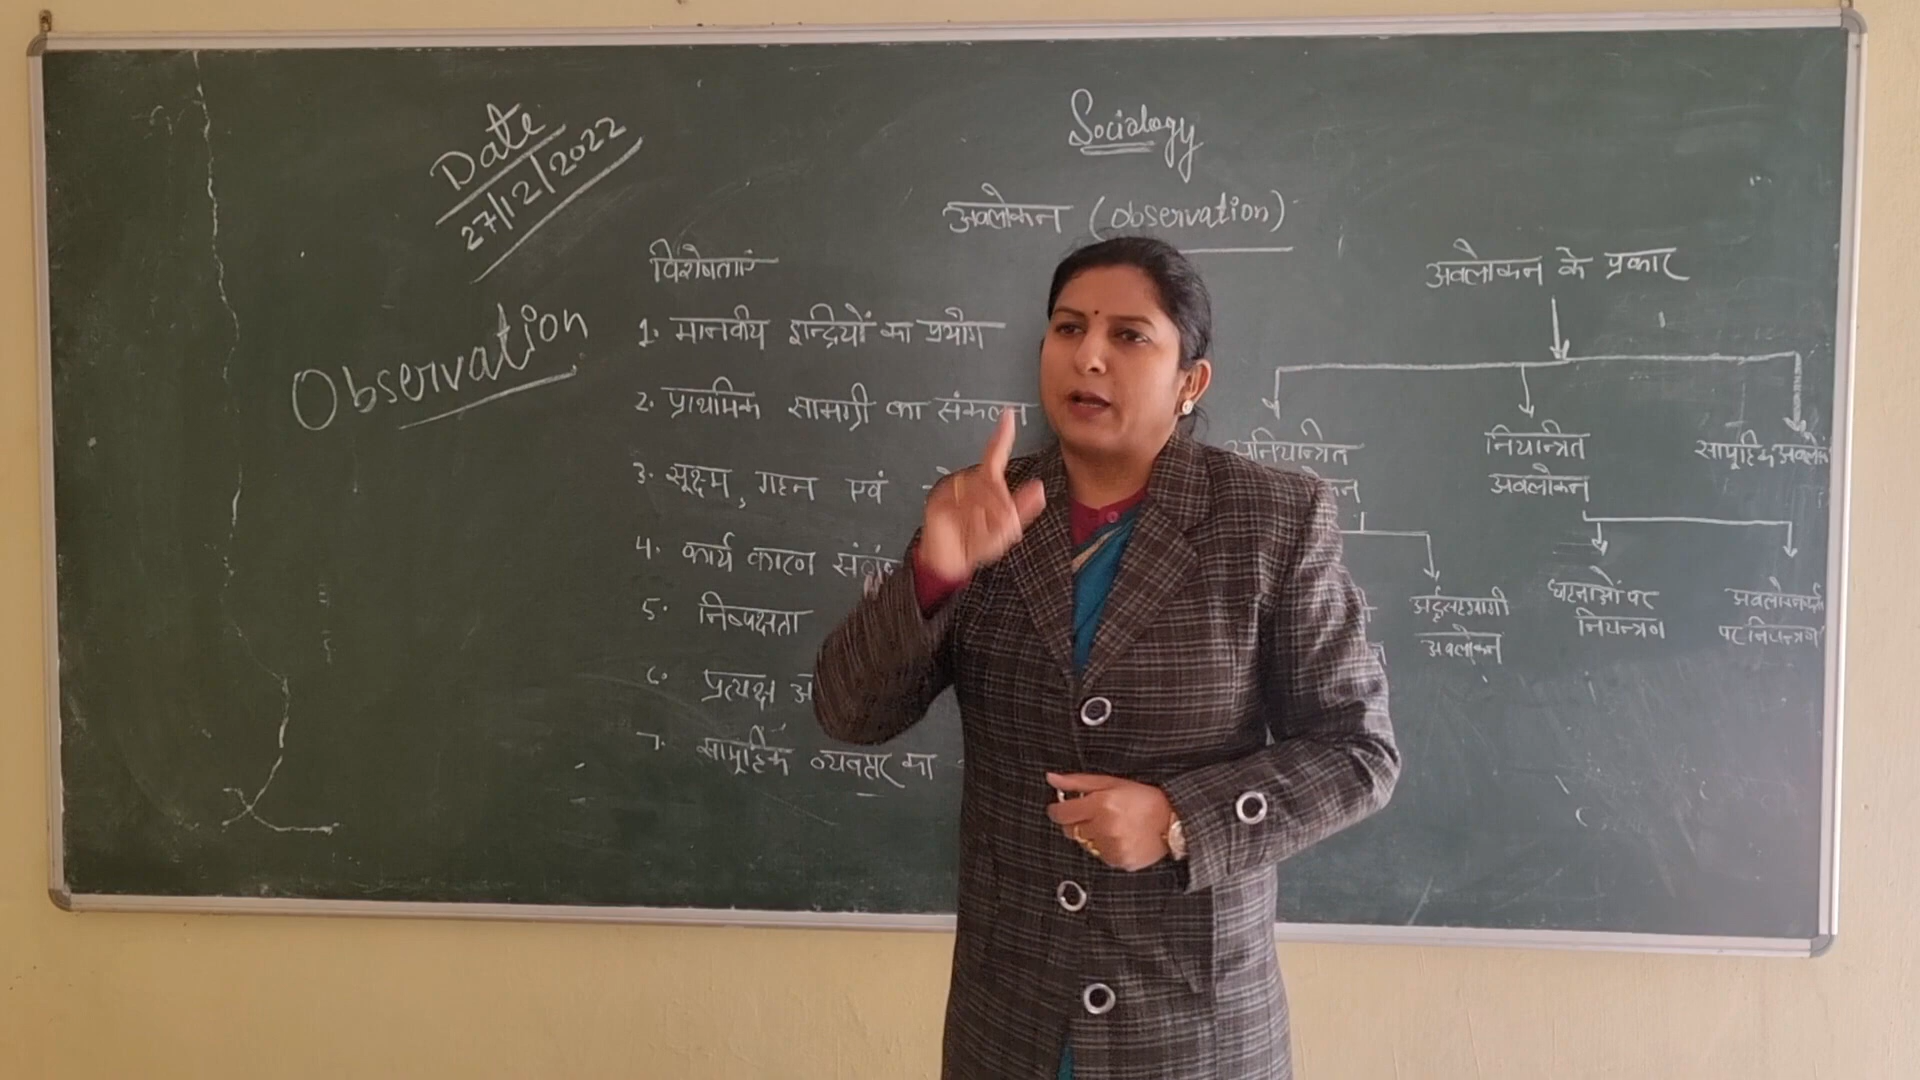 Date
27/12/2022
Sociology
अवलोकन (observation)
Observation
विशेषताएं
1. मानवीय इन्द्रियों का प्रयोग
2. प्राथमिक सामग्री का संकलन
3. सूक्ष्म, गहन एवं
4. कार्य कारण
5. निष्पक्षता
6. प्रत्यक्ष
7. सामूहिक व्यवहार का
अवलोकन के प्रकार
अनियन्त्रित
नियन्त्रित
अवलोकन
सामूहिक अवलोकन
अर्द्धसहभागी
अवलोकन
घटनाओं पर
नियन्त्रण
अवलोकनकर्ता
पर नियन्त्रण